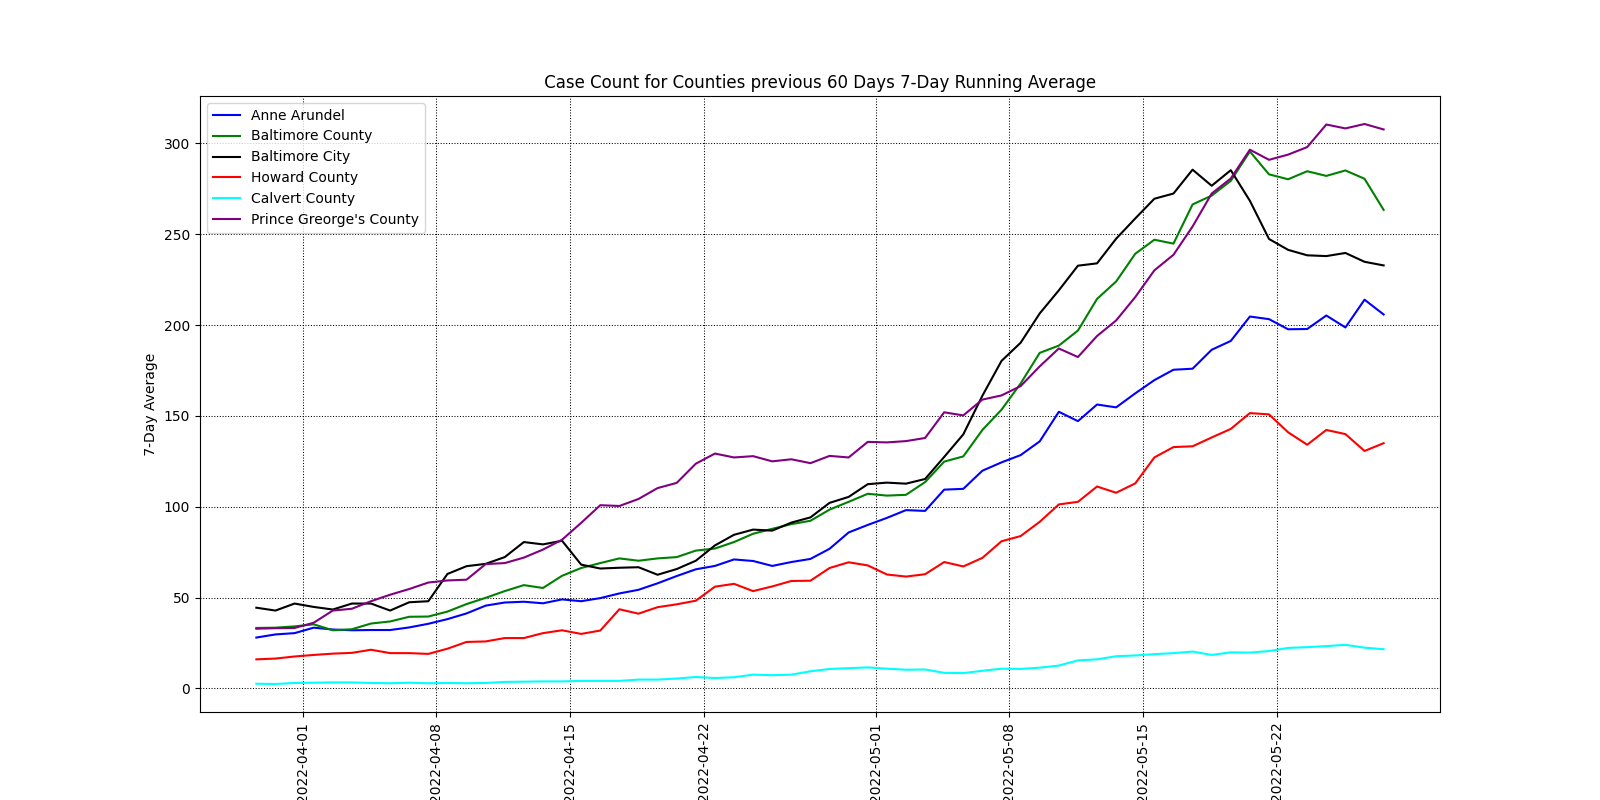 Case Count for Counties previous 60 Days 7-Day Running Average
Anne Arundel
Baltimore County
Baltimore City
Howard County
Calvert County
Prince Greorge's County
7-Day Average
300
250
200
150
100
50
0
2022-04-01
2022-04-08
2022-04-15
2022-04-22
2022-05-01
2022-05-08
2022-05-15
2022-05-22